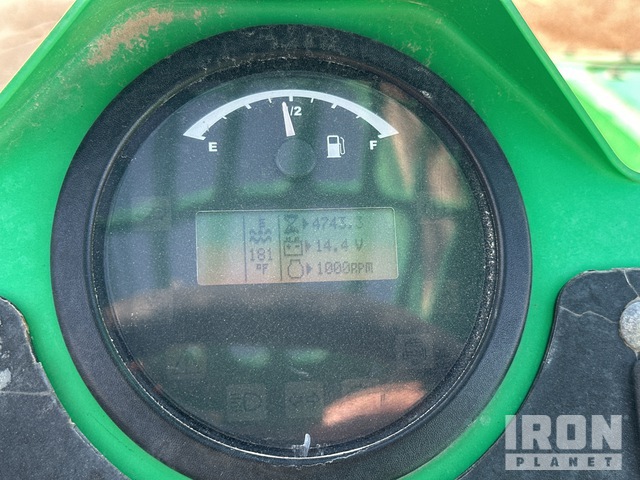 1/2
E F
4743.3
14.4 V
181
°F
1000RPM
IRON
PLANET